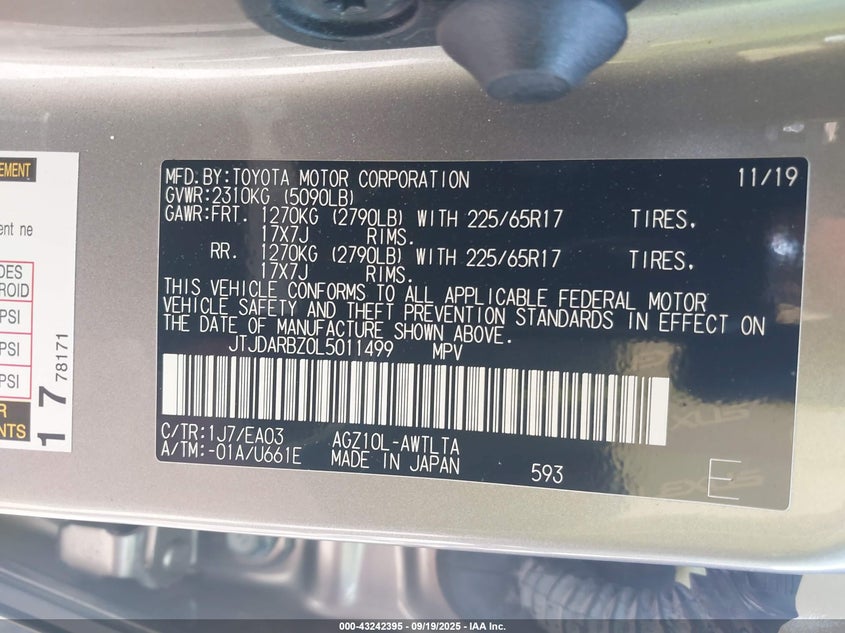 EMENT
ent ne
DES
ROID
PSI
PSI
PSI
R
NTS
1 7 78171
MFD.BY:TOYOTA MOTOR CORPORATION 11/19
GVWR:2310KG (5090LB)
GAWR:FRT. 1270KG (2790LB) WITH 225/65R17 TIRES,
17X7J RIMS.
RR. 1270KG (2790LB) WITH 225/65R17 TIRES,
17X7J RIMS.
THIS VEHICLE CONFORMS TO ALL APPLICABLE FEDERAL MOTOR
VEHICLE SAFETY AND THEFT PREVENTION STANDARDS IN EFFECT ON
THE DATE OF MANUFACTURE SHOWN ABOVE.
JTJDARBZ0L5011499 MPV
C/TR:1J7/EA03 AGZ10L-AWTLTA
A/TM:-01A/U661E MADE IN JAPAN 593 E
000-43242395 - 09/19/2025 - IAA Inc.